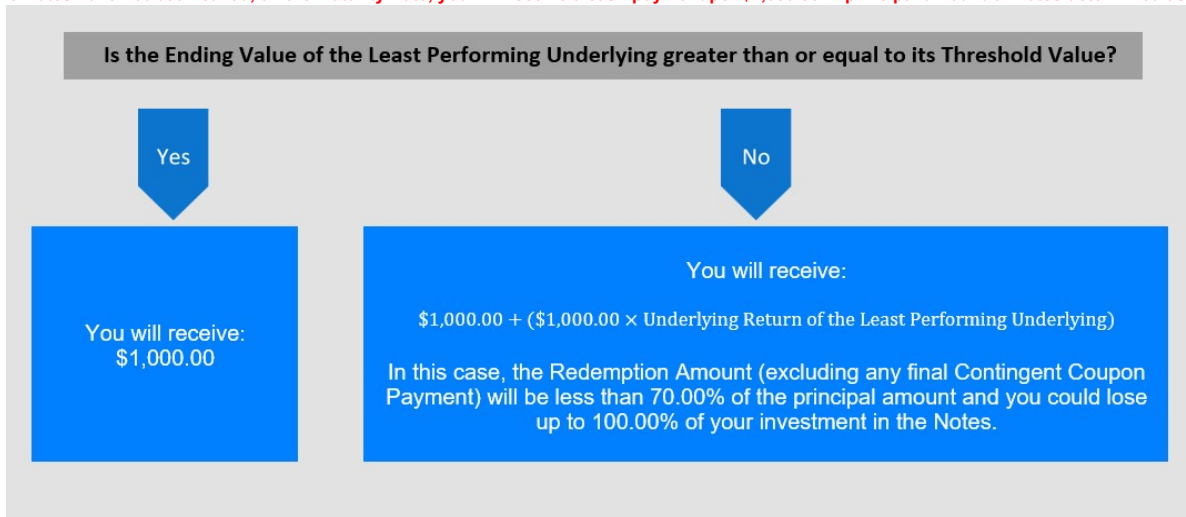 Is the Ending Value of the Least Performing Underlying greater than or equal to its Threshold Value?
Yes
No
You will receive:
$1,000.00
You will receive:
$1,000.00 + ($1,000.00 × Underlying Return of the Least Performing Underlying)
In this case, the Redemption Amount (excluding any final Contingent Coupon
Payment) will be less than 70.00% of the principal amount and you could lose
up to 100.00% of your investment in the Notes.